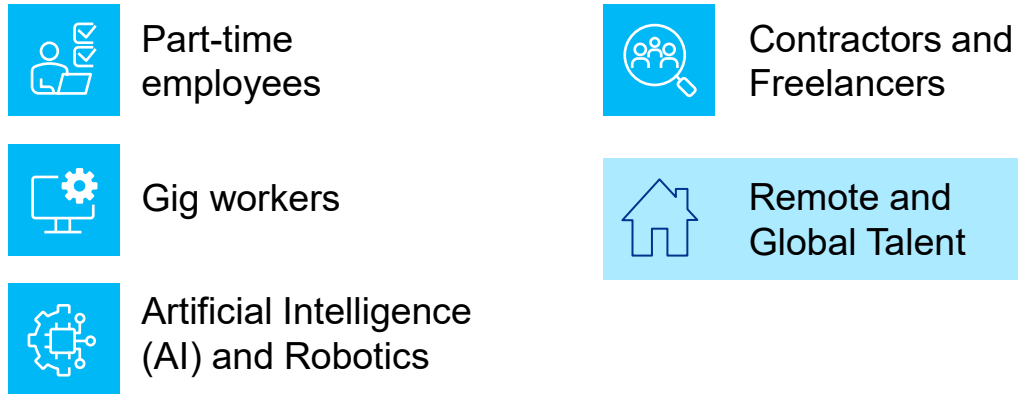 Part-time
employees
Contractors and
Freelancers
Gig workers
Remote and
Global Talent
Artificial Intelligence
(AI) and Robotics